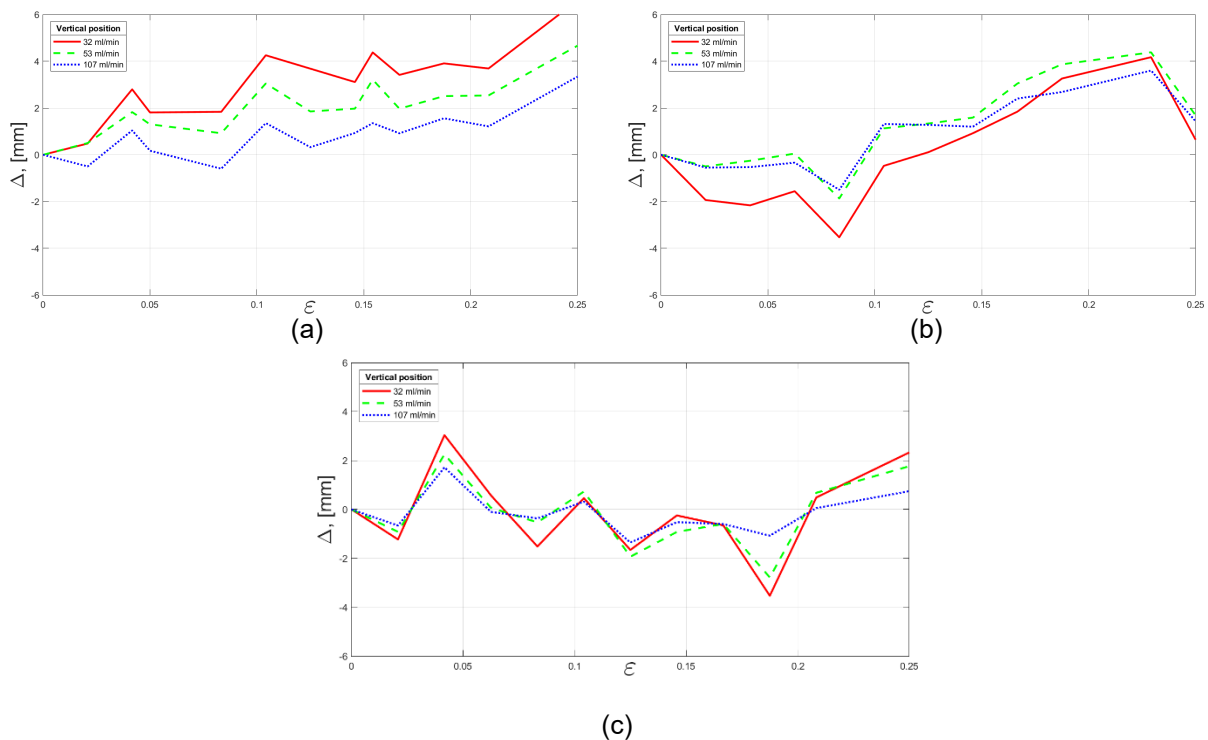 6
4
2
0
-2
-4
-6
Δ, [mm]
Vertical position
32 ml/min
53 ml/min
107 ml/min
0
0.05
0.1
0.15
0.2
0.25
ε
(a)
6
4
2
0
-2
-4
-6
Δ, [mm]
Vertical position
32 ml/min
53 ml/min
107 ml/min
0
0.05
0.1
0.15
0.2
0.25
ε
(b)
6
4
2
0
-2
-4
-6
Δ, [mm]
Vertical position
32 ml/min
53 ml/min
107 ml/min
0
0.05
0.1
0.15
0.2
0.25
ε
(c)